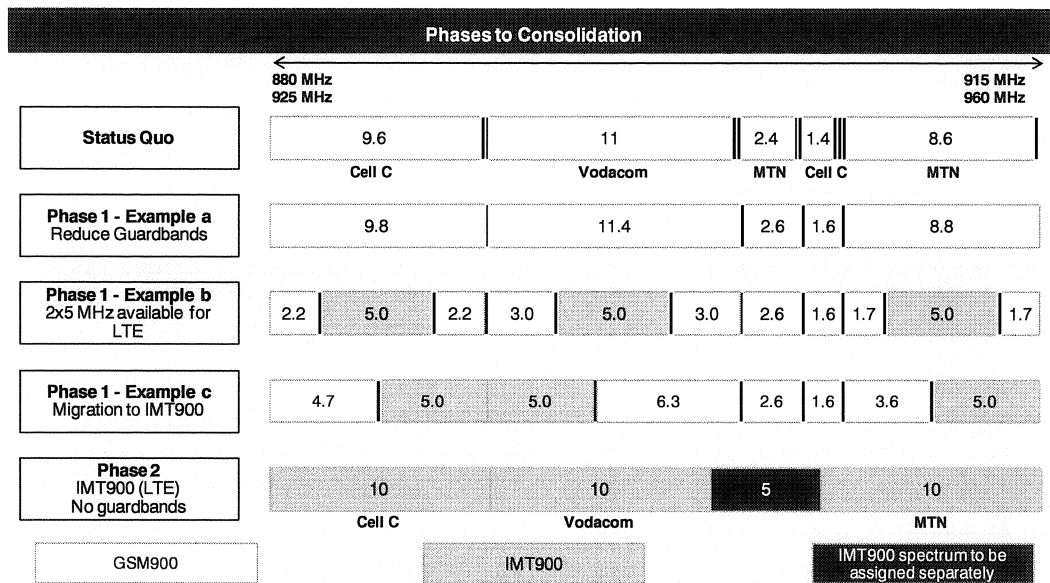 Phases to Consolidation
880 MHz 915 MHz
925 MHz 960 MHz
Status Quo
9.6 11 2.4 1.4 8.6
Cell C Vodacom MTN Cell C MTN
Phase 1 - Example a
Reduce Guardbands
9.8 11.4 2.6 1.6 8.8
Phase 1 - Example b
2x5 MHz available for
LTE
2.2 5.0 2.2 3.0 5.0 3.0 2.6 1.6 1.7 5.0 1.7
Phase 1 - Example c
Migration to IMT900
4.7 5.0 5.0 6.3 2.6 1.6 3.6 5.0
Phase 2
IMT900 (LTE)
No guardbands
10 10 5 10
Cell C Vodacom MTN
GSM900 IMT900 IMT900 spectrum to be
assigned separately